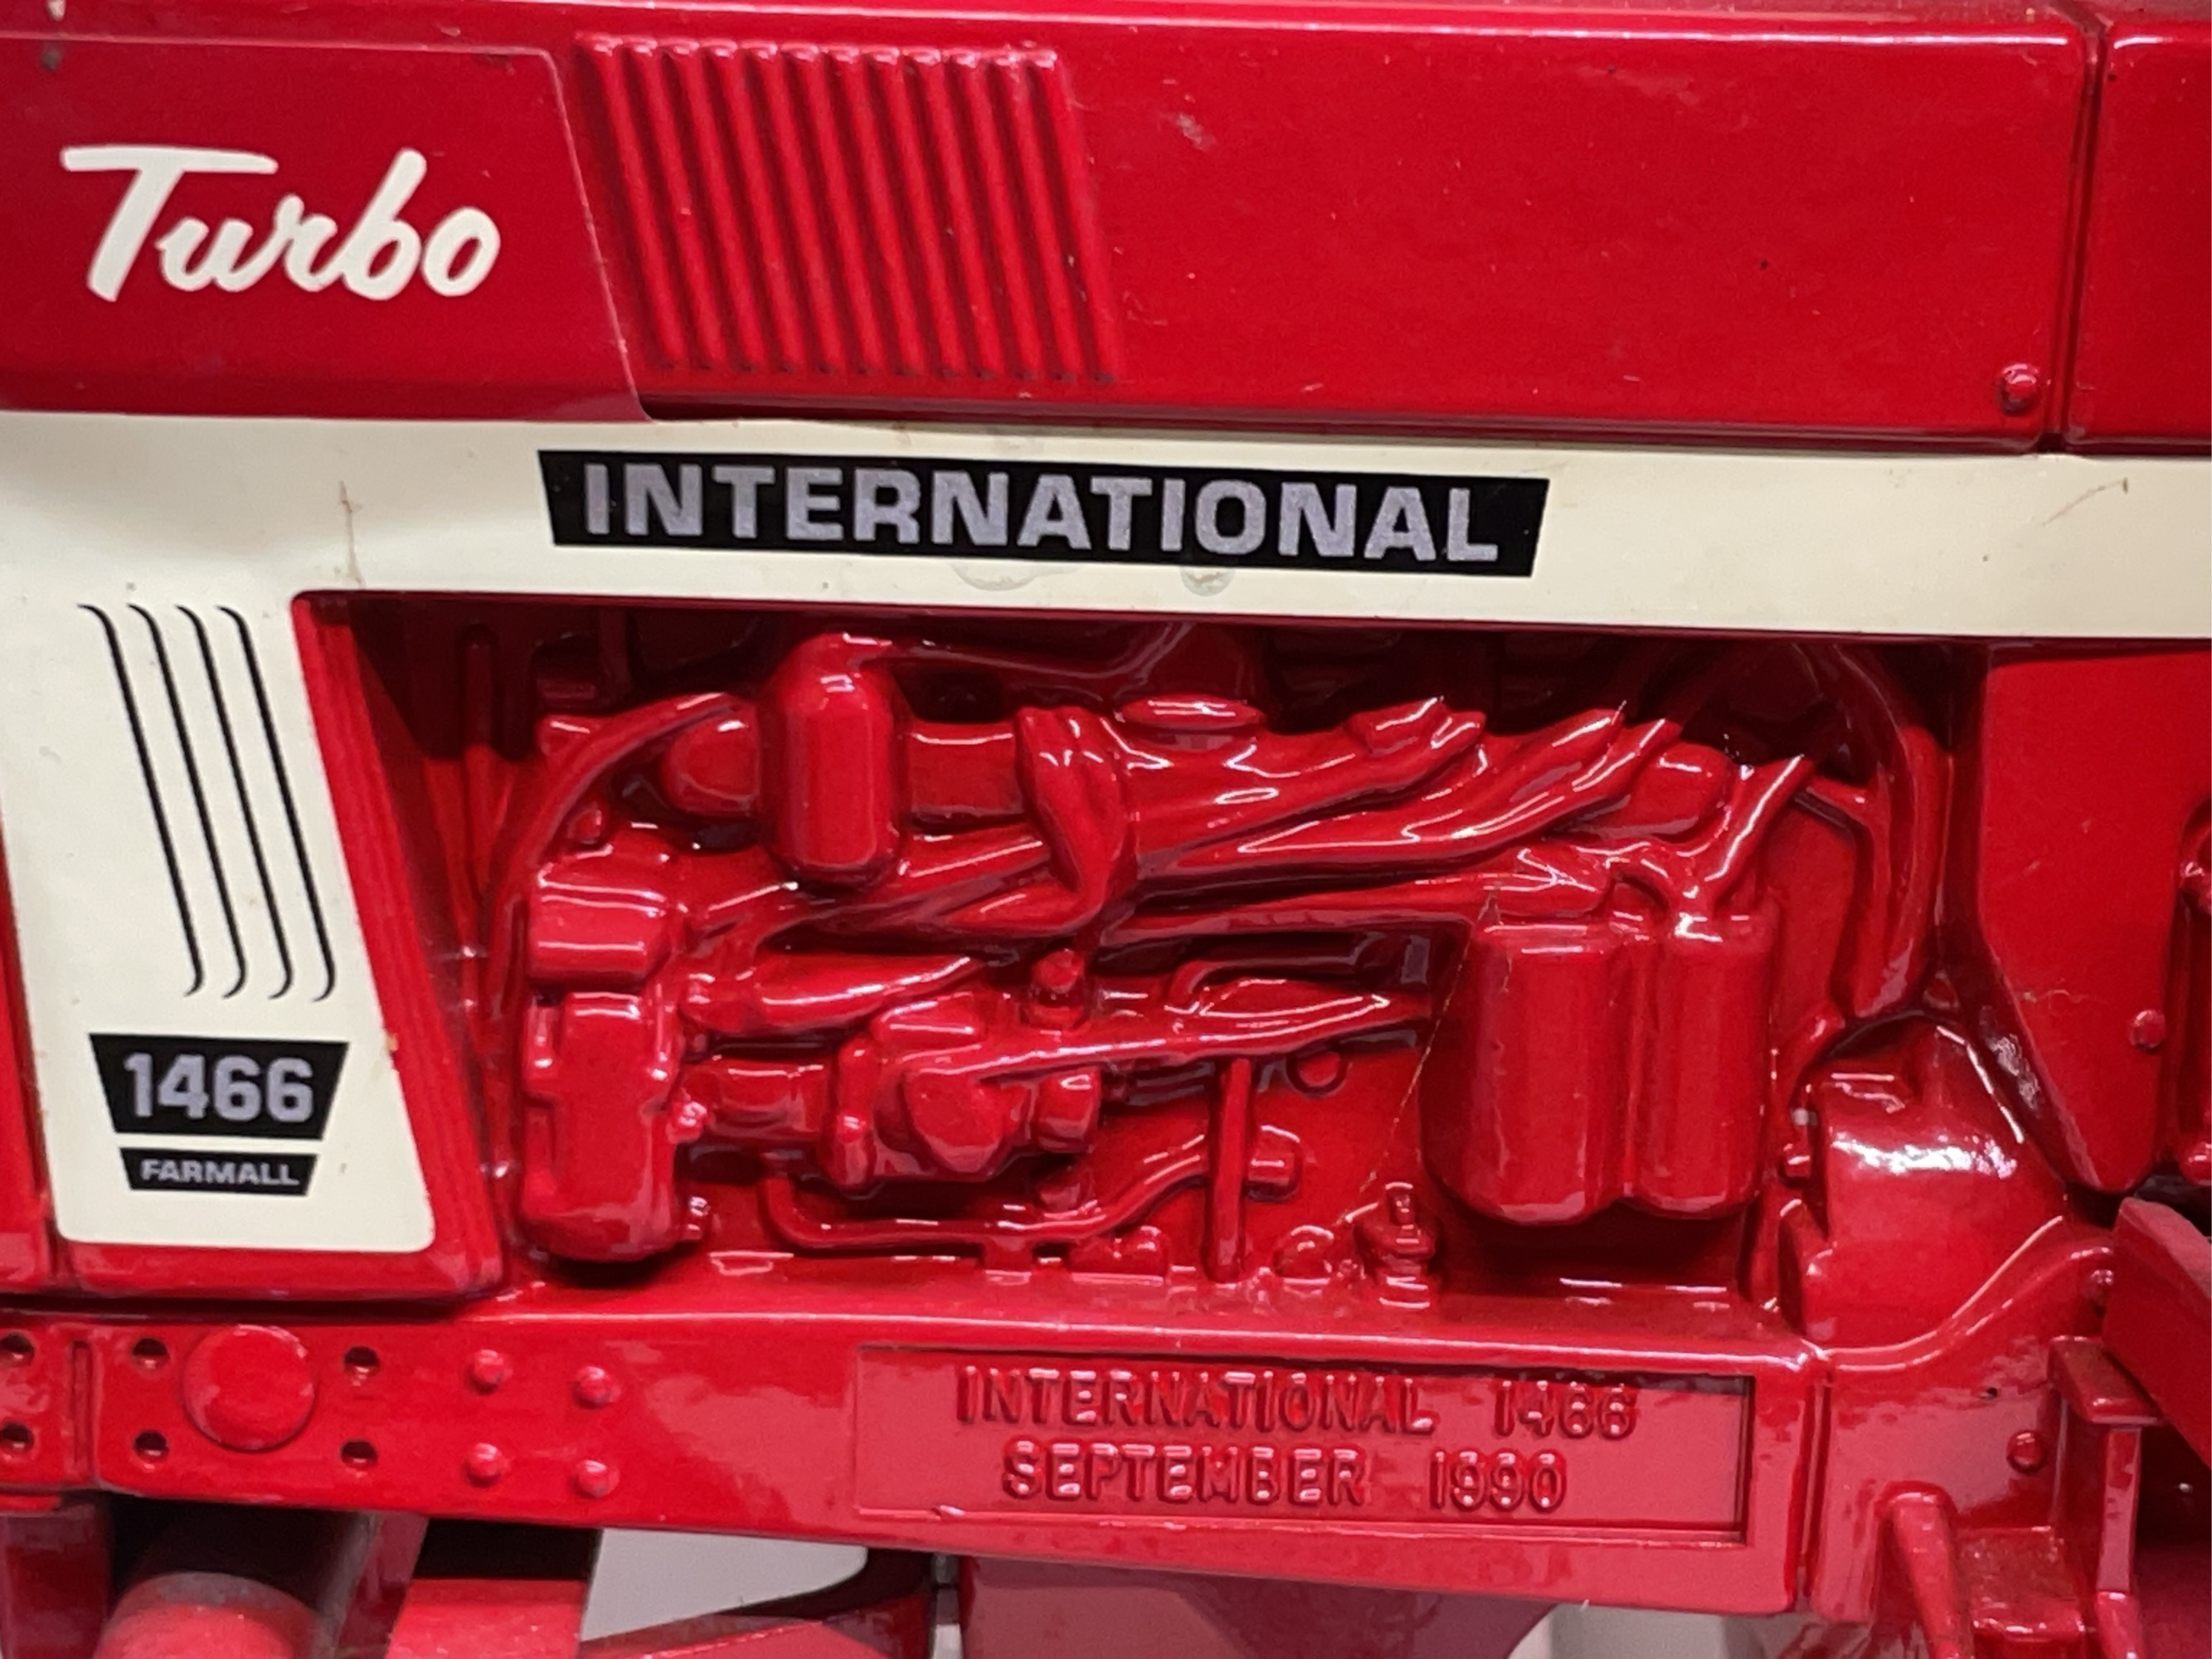 Turbo
INTERNATIONAL
1466
FARMALL
INTERNATIONAL 1466
SEPTEMBER 1990